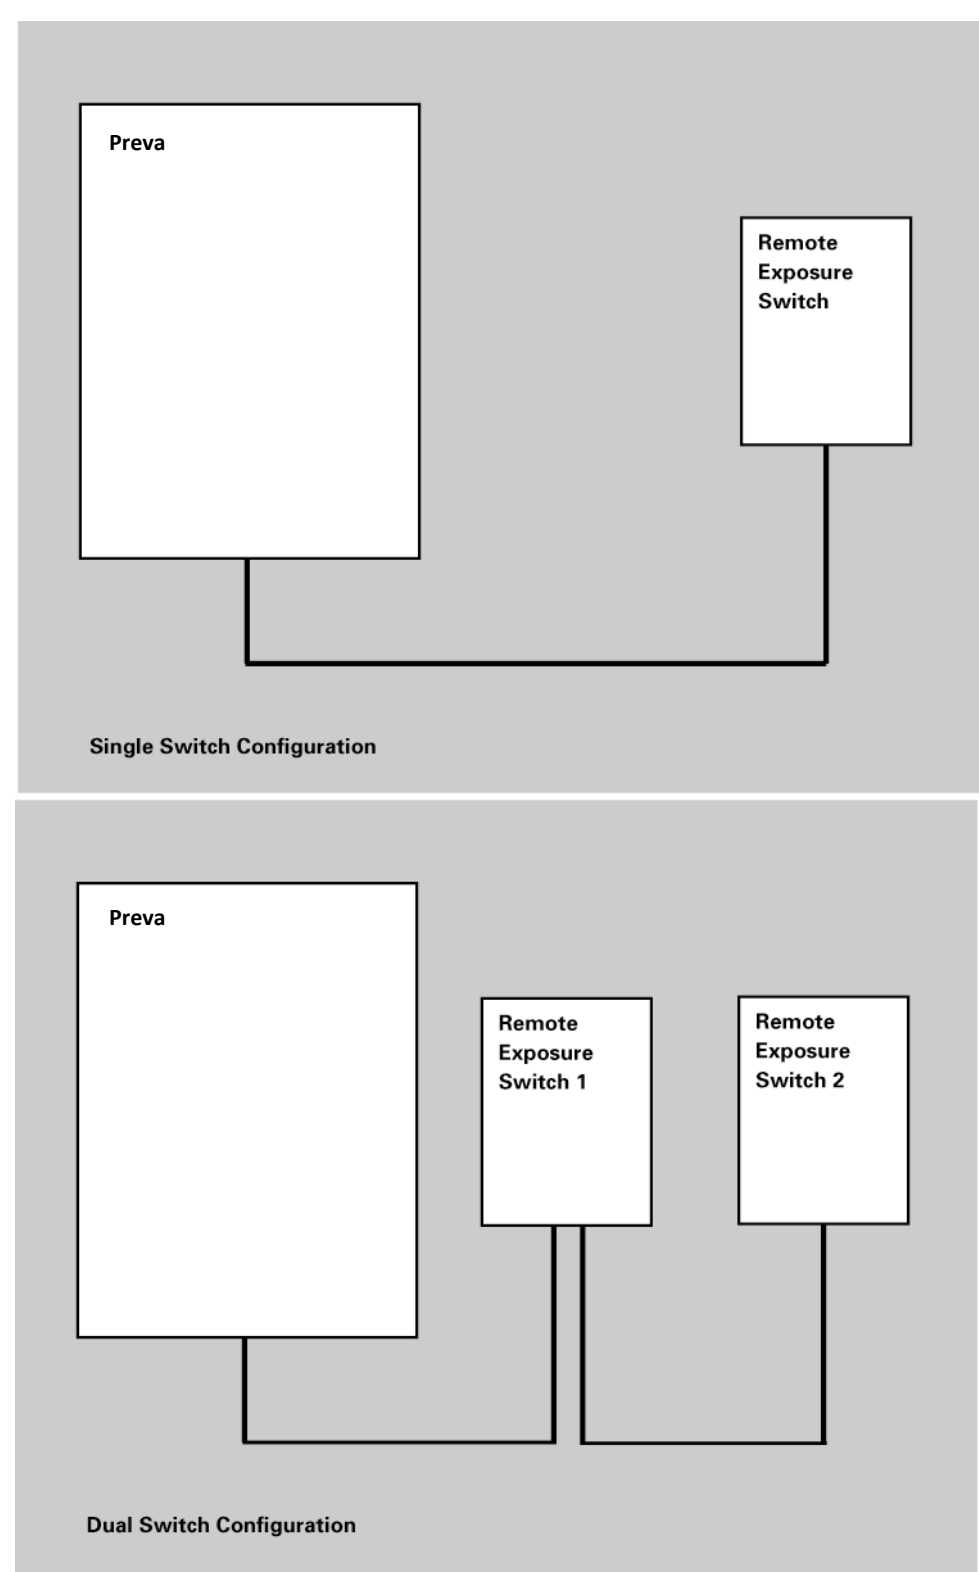 Preva
Remote
Exposure
Switch
Single Switch Configuration
Preva
Remote
Exposure
Switch 1
Remote
Exposure
Switch 2
Dual Switch Configuration